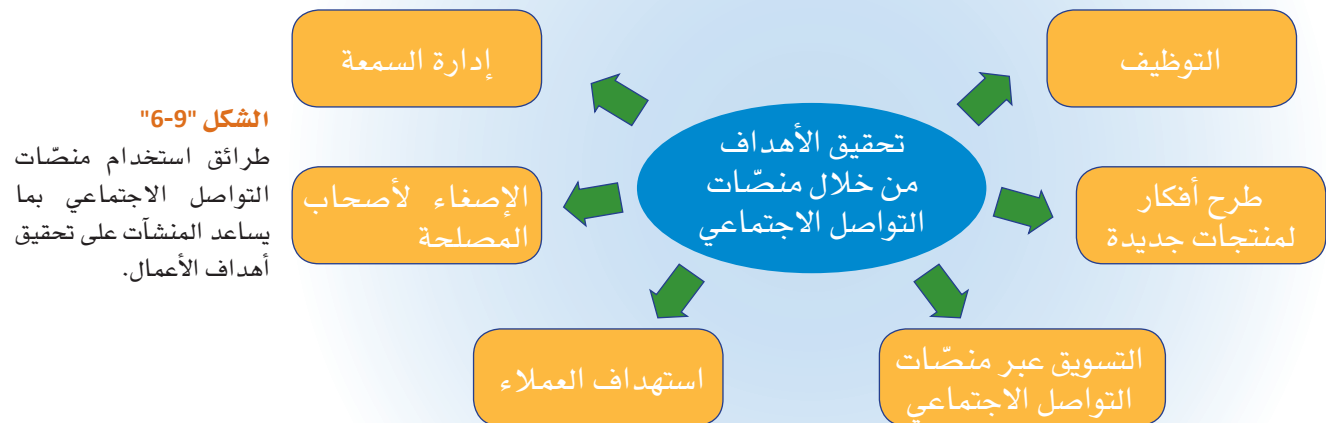 التوظيف
إدارة السمعة
تحقيق الأهداف
من خلال منصّات
التواصل الاجتماعي
طرح أفكار
لمنتجات جديدة
الإصغاء لأصحاب
المصلحة
التسويق عبر منصّات
التواصل الاجتماعي
استهداف العملاء
الشكل "9-6"
طرائق استخدام منصّات
التواصل الاجتماعي بما
يساعد المنشآت على تحقيق
أهداف الأعمال.